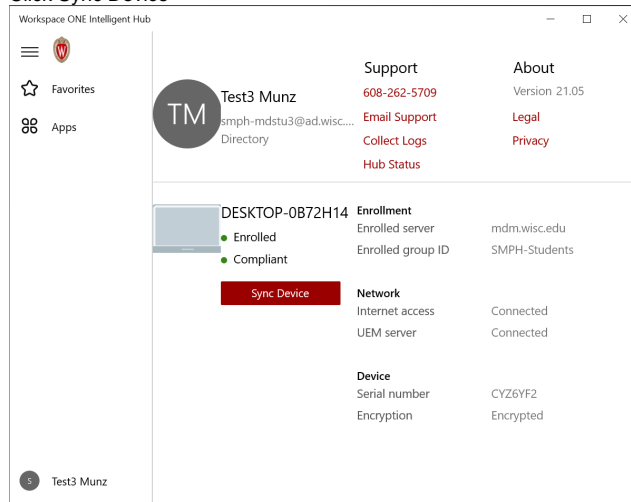 Workspace ONE Intelligent Hub
Favorites
Apps
TM
Test3 Munz
smph-mdstu3@ad.wisc....
Directory
Support
608-262-5709
Email Support
Collect Logs
Hub Status
About
Version 21.05
Legal
Privacy
DESKTOP-0B72H14
Enrolled
Compliant
Sync Device
Enrollment
Enrolled server mdm.wisc.edu
Enrolled group ID SMPH-Students
Network
Internet access Connected
UEM server Connected
Device
Serial number CYZ6YF2
Encryption Encrypted
S Test3 Munz